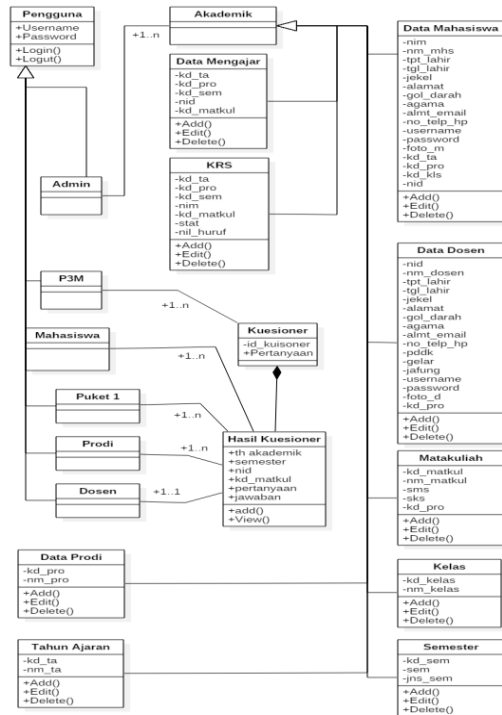 Pengguna
+Username
+Password
+Login()
+Logut()
Akademik
+1..n
Data Mengajar
-kd_ta
-kd_pro
-kd_sem
-nid
-kd_matkul
+Add()
+Edit()
+Delete()
KRS
-kd_ta
-kd_pro
-kd_sem
-nim
-kd_matkul
-stat
-nil_huruf
+Add()
+Edit()
+Delete()
Admin
P3M
+1..n
Mahasiswa
+1..n
Kuesioner
-id_kuisoner
+Pertanyaan
Puket 1
+1..n
Prodi
+1..n
Dosen
+1..1
Hasil Kuesioner
+th akademik
+semester
+nid
+kd_matkul
+pertanyaan
+jawaban
+add()
+View()
Data Prodi
-kd_pro
-nm_pro
+Add()
+Edit()
+Delete()
Tahun Ajaran
-kd_ta
-nm_ta
+Add()
+Edit()
+Delete()
Data Mahasiswa
-nim
-nm_mhs
-tpt_lahir
-tgl_lahir
-jekel
-alamat
-gol_darah
-agama
-almt_email
-no_telp_hp
-username
-password
-foto_m
-kd_ta
-kd_pro
-kd_kls
-nid
+Add()
+Edit()
+Delete()
Data Dosen
-nid
-nm_dosen
-tpt_lahir
-tgl_lahir
-jekel
-alamat
-gol_darah
-agama
-almt_email
-no_telp_hp
-pddk
-gelar
-jafung
-username
-password
-foto_d
-kd_pro
+Add()
+Edit()
+Delete()
Matakuliah
-kd_matkul
-nm_matkul
-sms
-sks
-kd_pro
+Add()
+Edit()
+Delete()
Kelas
-kd_kelas
-nm_kelas
+Add()
+Edit()
+Delete()
Semester
-kd_sem
-sem
-jns_sem
+Add()
+Edit()
+Delete()